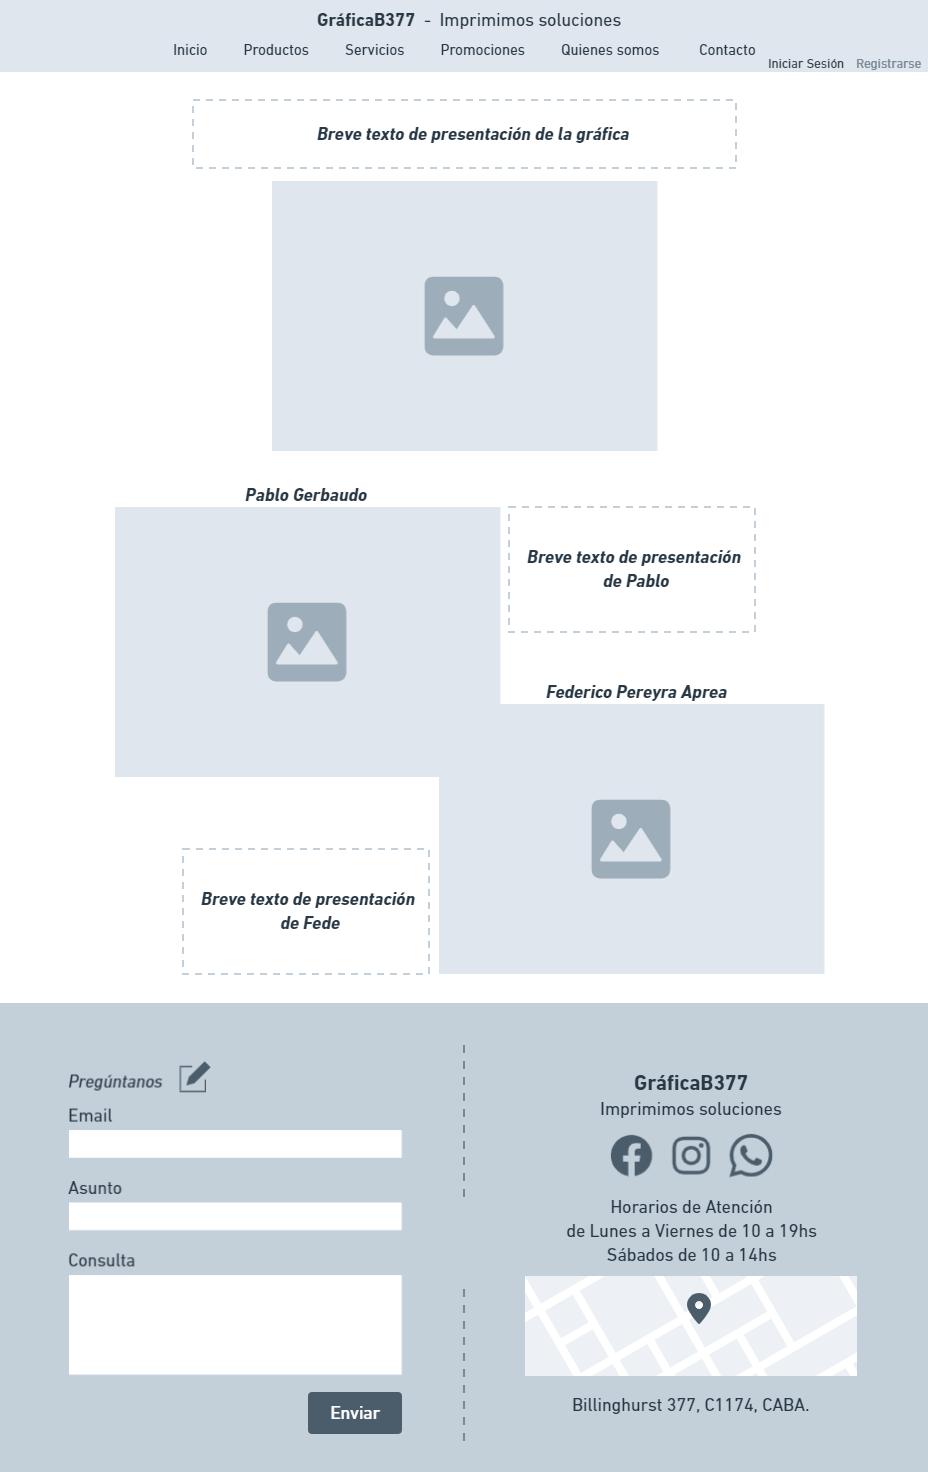 GráficaB377 - Imprimimos soluciones
Inicio Productos Servicios Promociones Quienes somos Contacto
Iniciar Sesión Registrarse
Breve texto de presentación de la gráfica
Pablo Gerbaudo
Breve texto de presentación
de Pablo
Federico Pereyra Aprea
Breve texto de presentación
de Fede
Pregúntanos
Email
Asunto
Consulta
Enviar
GráficaB377
Imprimimos soluciones
Horarios de Atención
de Lunes a Viernes de 10 a 19hs
Sábados de 10 a 14hs
Billinghurst 377, C1174, CABA.